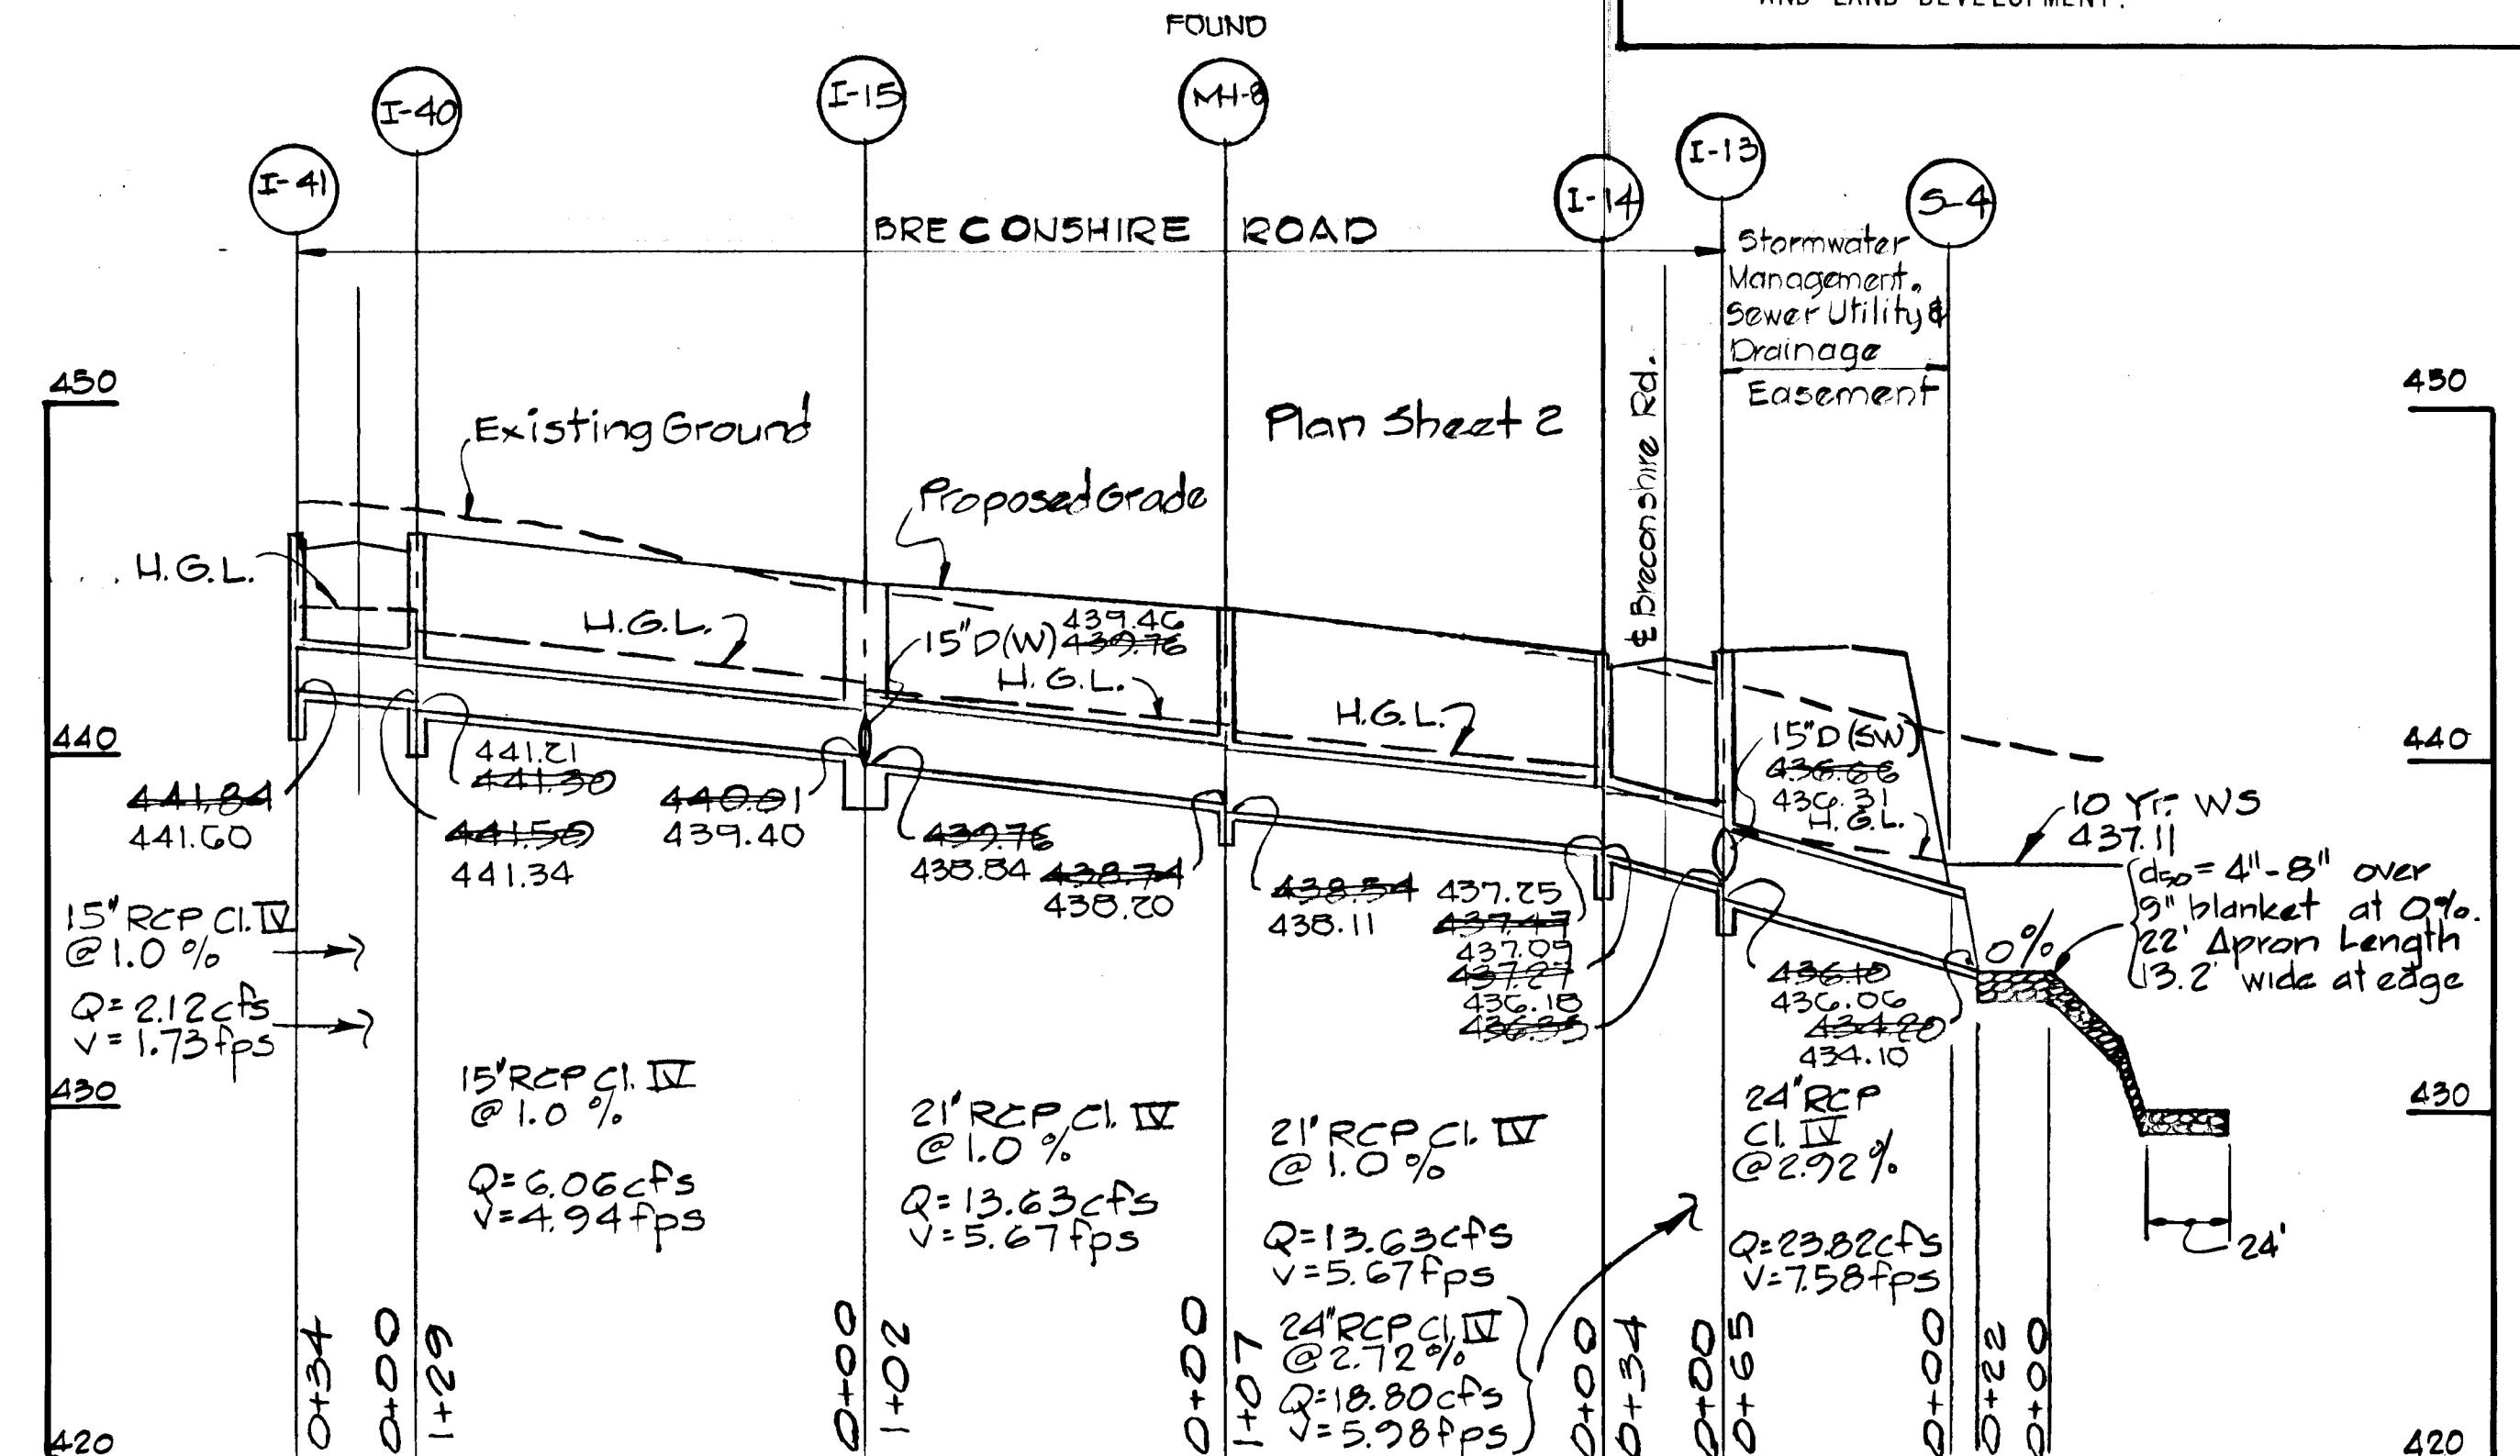 AND LAND DEVELOPMENT.
FOUND
I-41
I-40
I-15
MH-8
I-14
I-13
S-4
BRECONSHIRE ROAD
Stormwater
Management,
Sewer Utility &
Drainage
Easement
450
450
Existing Ground
Plan Sheet 2
Proposed Grade
℄ Breconshire Rd.
H.G.L.
H.G.L.
15"D(W)
439.46
439.76
H.G.L.
H.G.L.
15"D (SW)
436.66
436.31
H.G.L.
440
440
441.84
441.60
441.21
441.30
441.50
441.34
440.01
439.40
439.76
438.84
438.74
438.20
438.54
438.11
437.25
437.47
437.05
437.27
436.18
436.35
436.10
436.06
434.20
434.10
10 Yr. WS
437.11
d50 = 4"-8" over
9" blanket at 0%.
22' Apron Length
13.2' wide at edge
0%
15" RCP Cl. IV
@ 1.0 %
Q= 2.12 cfs
V= 1.73 fps
430
430
15" RCP Cl. IV
@ 1.0 %
Q= 6.06 cfs
V= 4.94 fps
21" RCP Cl. IV
@ 1.0 %
Q= 13.63 cfs
V= 5.67 fps
21" RCP Cl. IV
@ 1.0 %
Q= 13.63 cfs
V= 5.67 fps
24" RCP Cl. IV
@ 2.72 %
Q= 18.80 cfs
V= 5.98 fps
24" RCP
Cl. IV
@ 2.92 %
Q= 23.82 cfs
V= 7.58 fps
24'
0+34
0+00
1+29
0+00
1+02
0+00
1+07
0+00
0+34
0+00
0+65
0+00
0+22
0+00
420
420